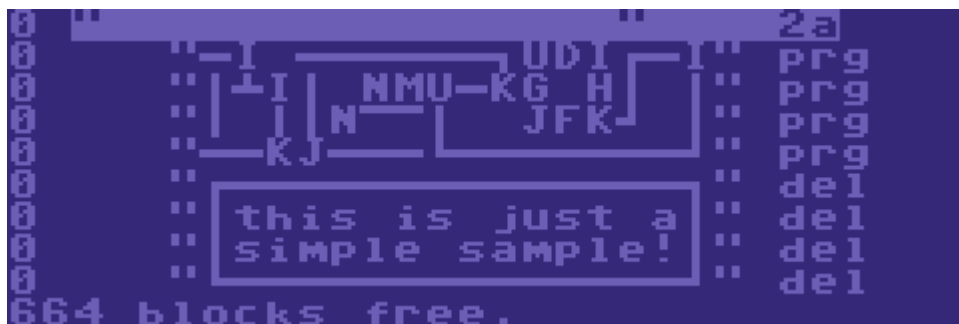 0 "                " 2a
0 "─I ────── UDI ──I" prg
0 "│┴I│ NMU─KG H │" prg
0 "│ ││N── │ JFK┘ │" prg
0 "──KJ─── └──────" prg
0 " " del
0 "this is just a" del
0 "simple sample!" del
0 " " del
664 blocks free.